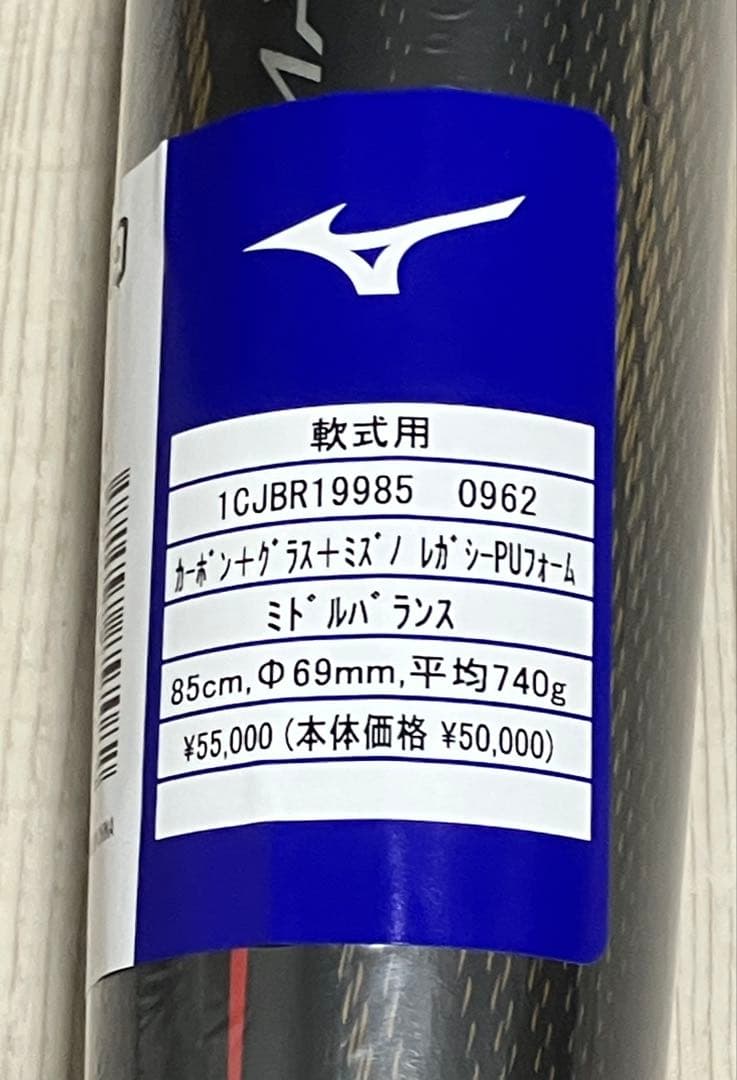 軟式用
1CJBR19985 0962
ｶｰﾎﾞﾝ+ｸﾞﾗｽ+ﾐｽﾞﾉ ﾚｶﾞｼｰPUﾌｫｰﾑ
ﾐﾄﾞﾙﾊﾞﾗﾝｽ
85cm,Φ69mm,平均740g
¥55,000 (本体価格 ¥50,000)